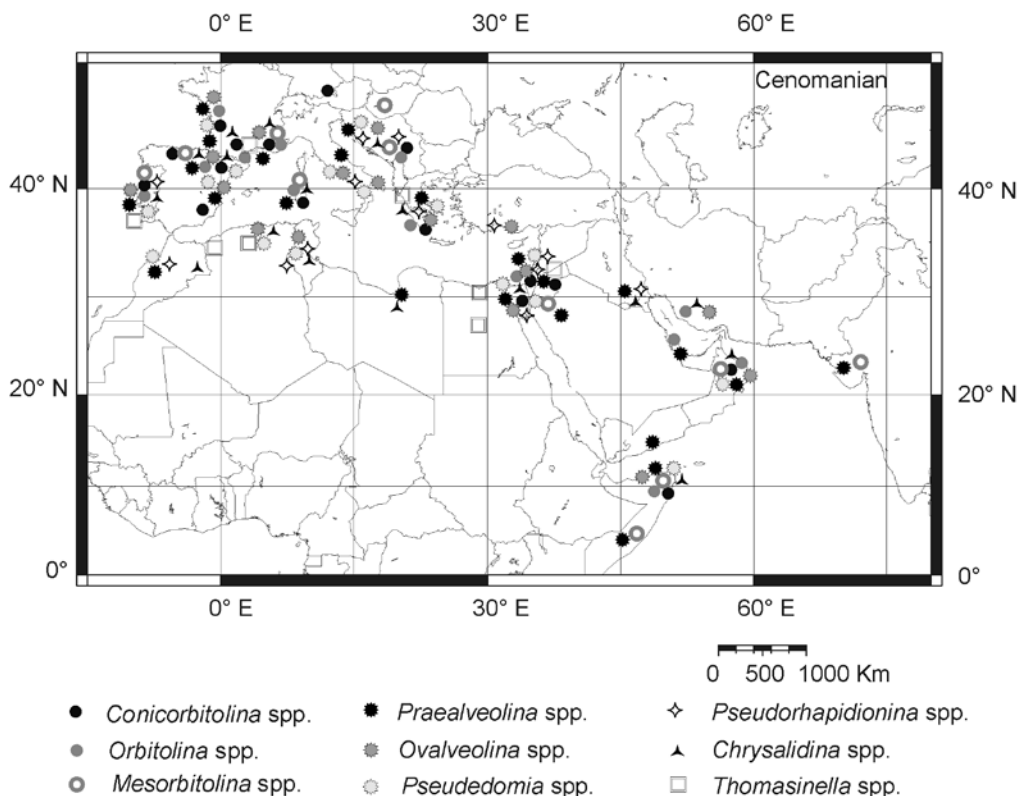 0° E 30° E 60° E
Cenomanian
40° N 40° N
20° N 20° N
0° 0°
0° E 30° E 60° E
0 500 1000 Km
Conicorbitolina spp. Praealveolina spp. Pseudorhapidionina spp.
Orbitolina spp. Ovalveolina spp. Chrysalidina spp.
Mesorbitolina spp. Pseudedomia spp. Thomasinella spp.